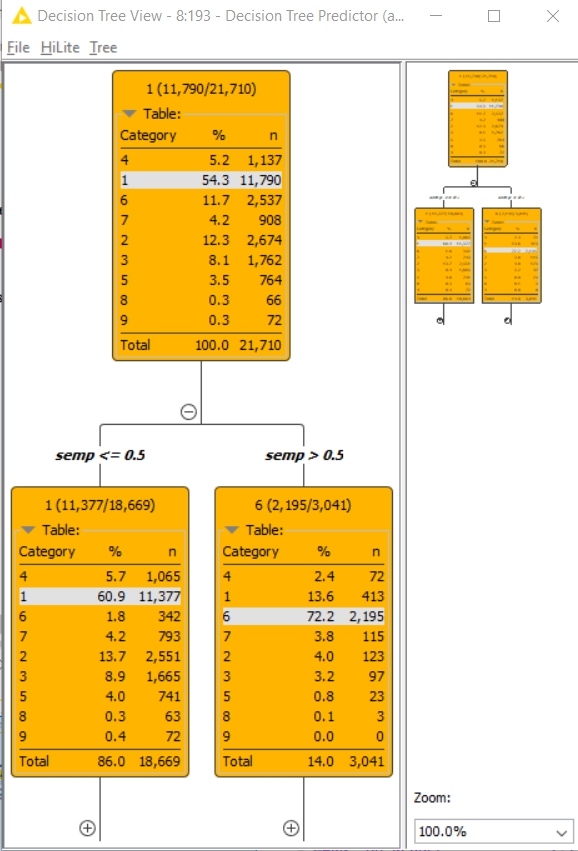 Decision Tree View - 8:193 - Decision Tree Predictor (a...
File HiLite Tree
1 (11,790/21,710)
Table:
Category % n
4 5.2 1,137
1 54.3 11,790
6 11.7 2,537
7 4.2 908
2 12.3 2,674
3 8.1 1,762
5 3.5 764
8 0.3 66
9 0.3 72
Total 100.0 21,710
semp <= 0.5
semp > 0.5
1 (11,377/18,669)
Table:
Category % n
4 5.7 1,065
1 60.9 11,377
6 1.8 342
7 4.2 793
2 13.7 2,551
3 8.9 1,665
5 4.0 741
8 0.3 63
9 0.4 72
Total 86.0 18,669
6 (2,195/3,041)
Table:
Category % n
4 2.4 72
1 13.6 413
6 72.2 2,195
7 3.8 115
2 4.0 123
3 3.2 97
5 0.8 23
8 0.1 3
9 0.0 0
Total 14.0 3,041
Zoom:
100.0%